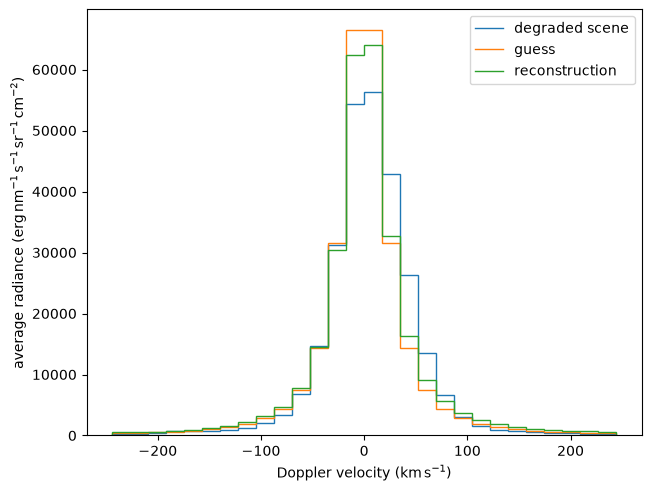 degraded scene
guess
reconstruction
average radiance (erg nm⁻¹ s⁻¹ sr⁻¹ cm⁻²)
60000
50000
40000
30000
20000
10000
0
−200 −100 0 100 200
Doppler velocity (km s⁻¹)